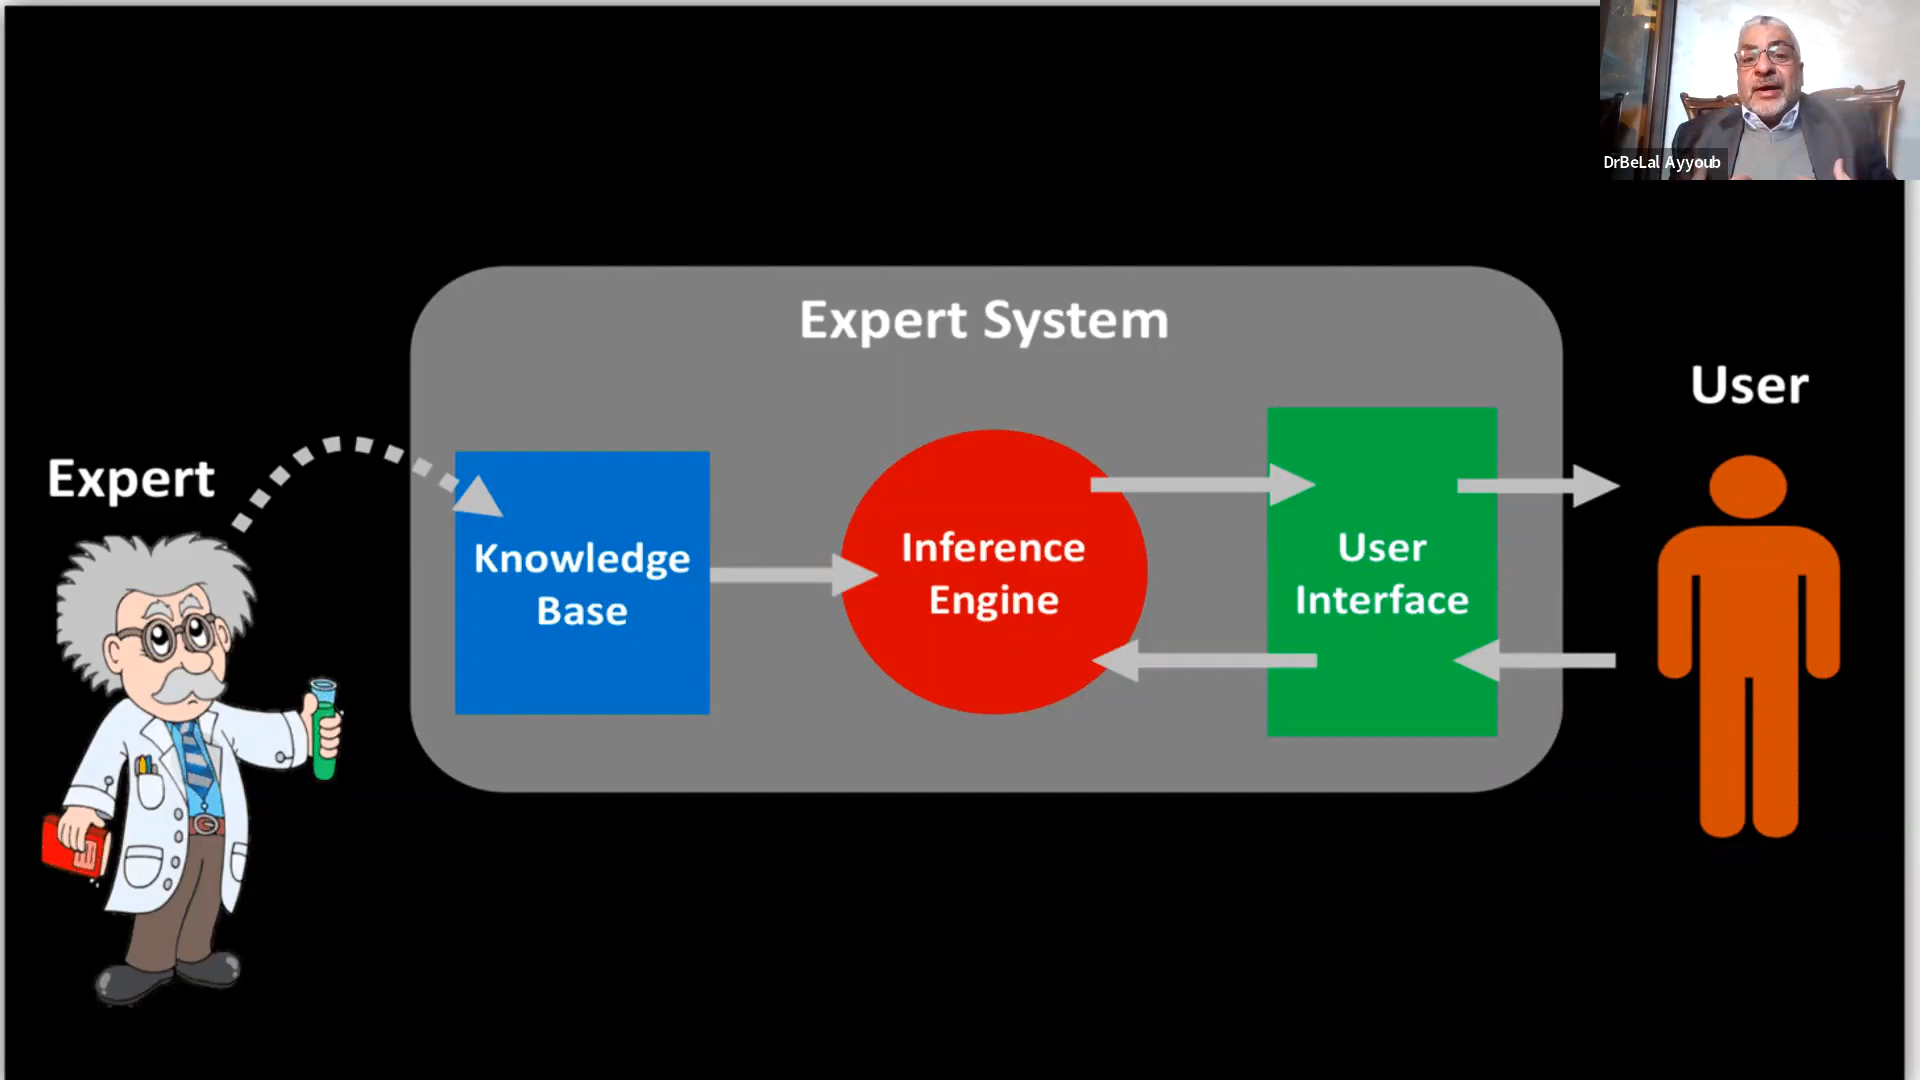 DrBeLal Ayyoub
Expert System
User
Expert
Knowledge
Base
Inference
Engine
User
Interface